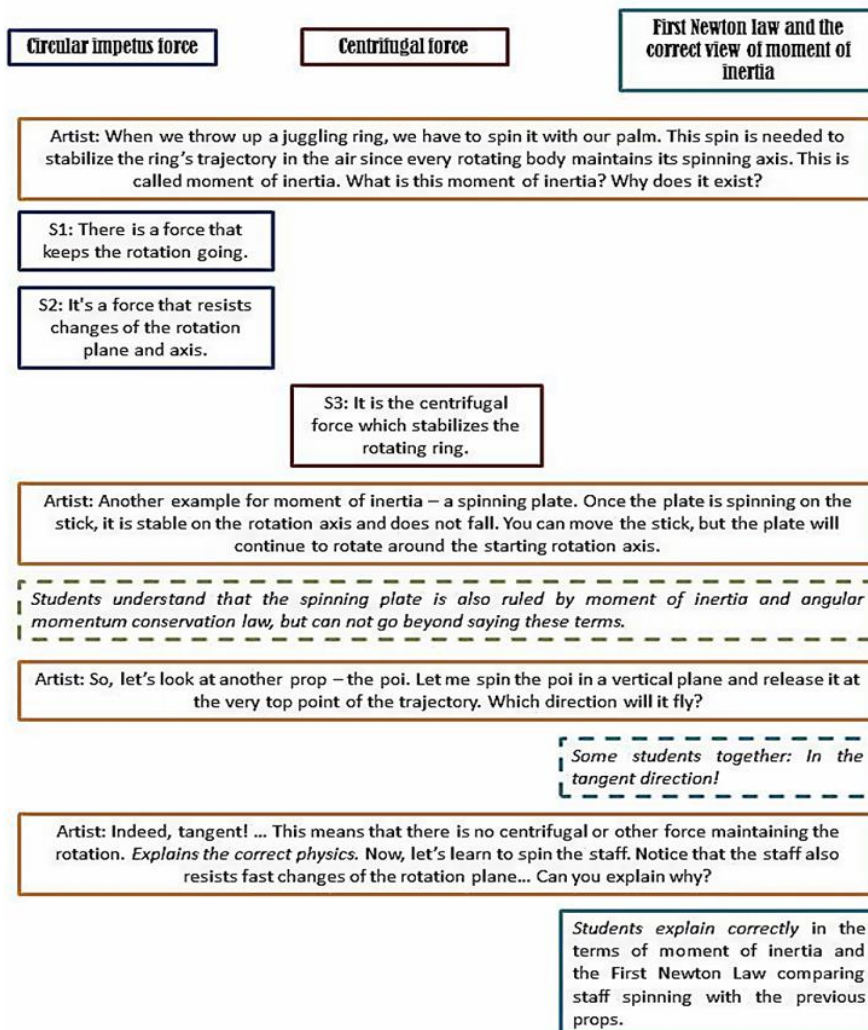 Circular impetus force
Centrifugal force
First Newton law and the
correct view of moment of
inertia
Artist: When we throw up a juggling ring, we have to spin it with our palm. This spin is needed to
stabilize the ring's trajectory in the air since every rotating body maintains its spinning axis. This is
called moment of inertia. What is this moment of inertia? Why does it exist?
S1: There is a force that
keeps the rotation going.
S2: It's a force that resists
changes of the rotation
plane and axis.
S3: It is the centrifugal
force which stabilizes the
rotating ring.
Artist: Another example for moment of inertia – a spinning plate. Once the plate is spinning on the
stick, it is stable on the rotation axis and does not fall. You can move the stick, but the plate will
continue to rotate around the starting rotation axis.
Students understand that the spinning plate is also ruled by moment of inertia and angular
momentum conservation law, but can not go beyond saying these terms.
Artist: So, let's look at another prop – the poi. Let me spin the poi in a vertical plane and release it at
the very top point of the trajectory. Which direction will it fly?
Some students together: In the
tangent direction!
Artist: Indeed, tangent! ... This means that there is no centrifugal or other force maintaining the
rotation. Explains the correct physics. Now, let's learn to spin the staff. Notice that the staff also
resists fast changes of the rotation plane... Can you explain why?
Students explain correctly in the
terms of moment of inertia and
the First Newton Law comparing
staff spinning with the previous
props.